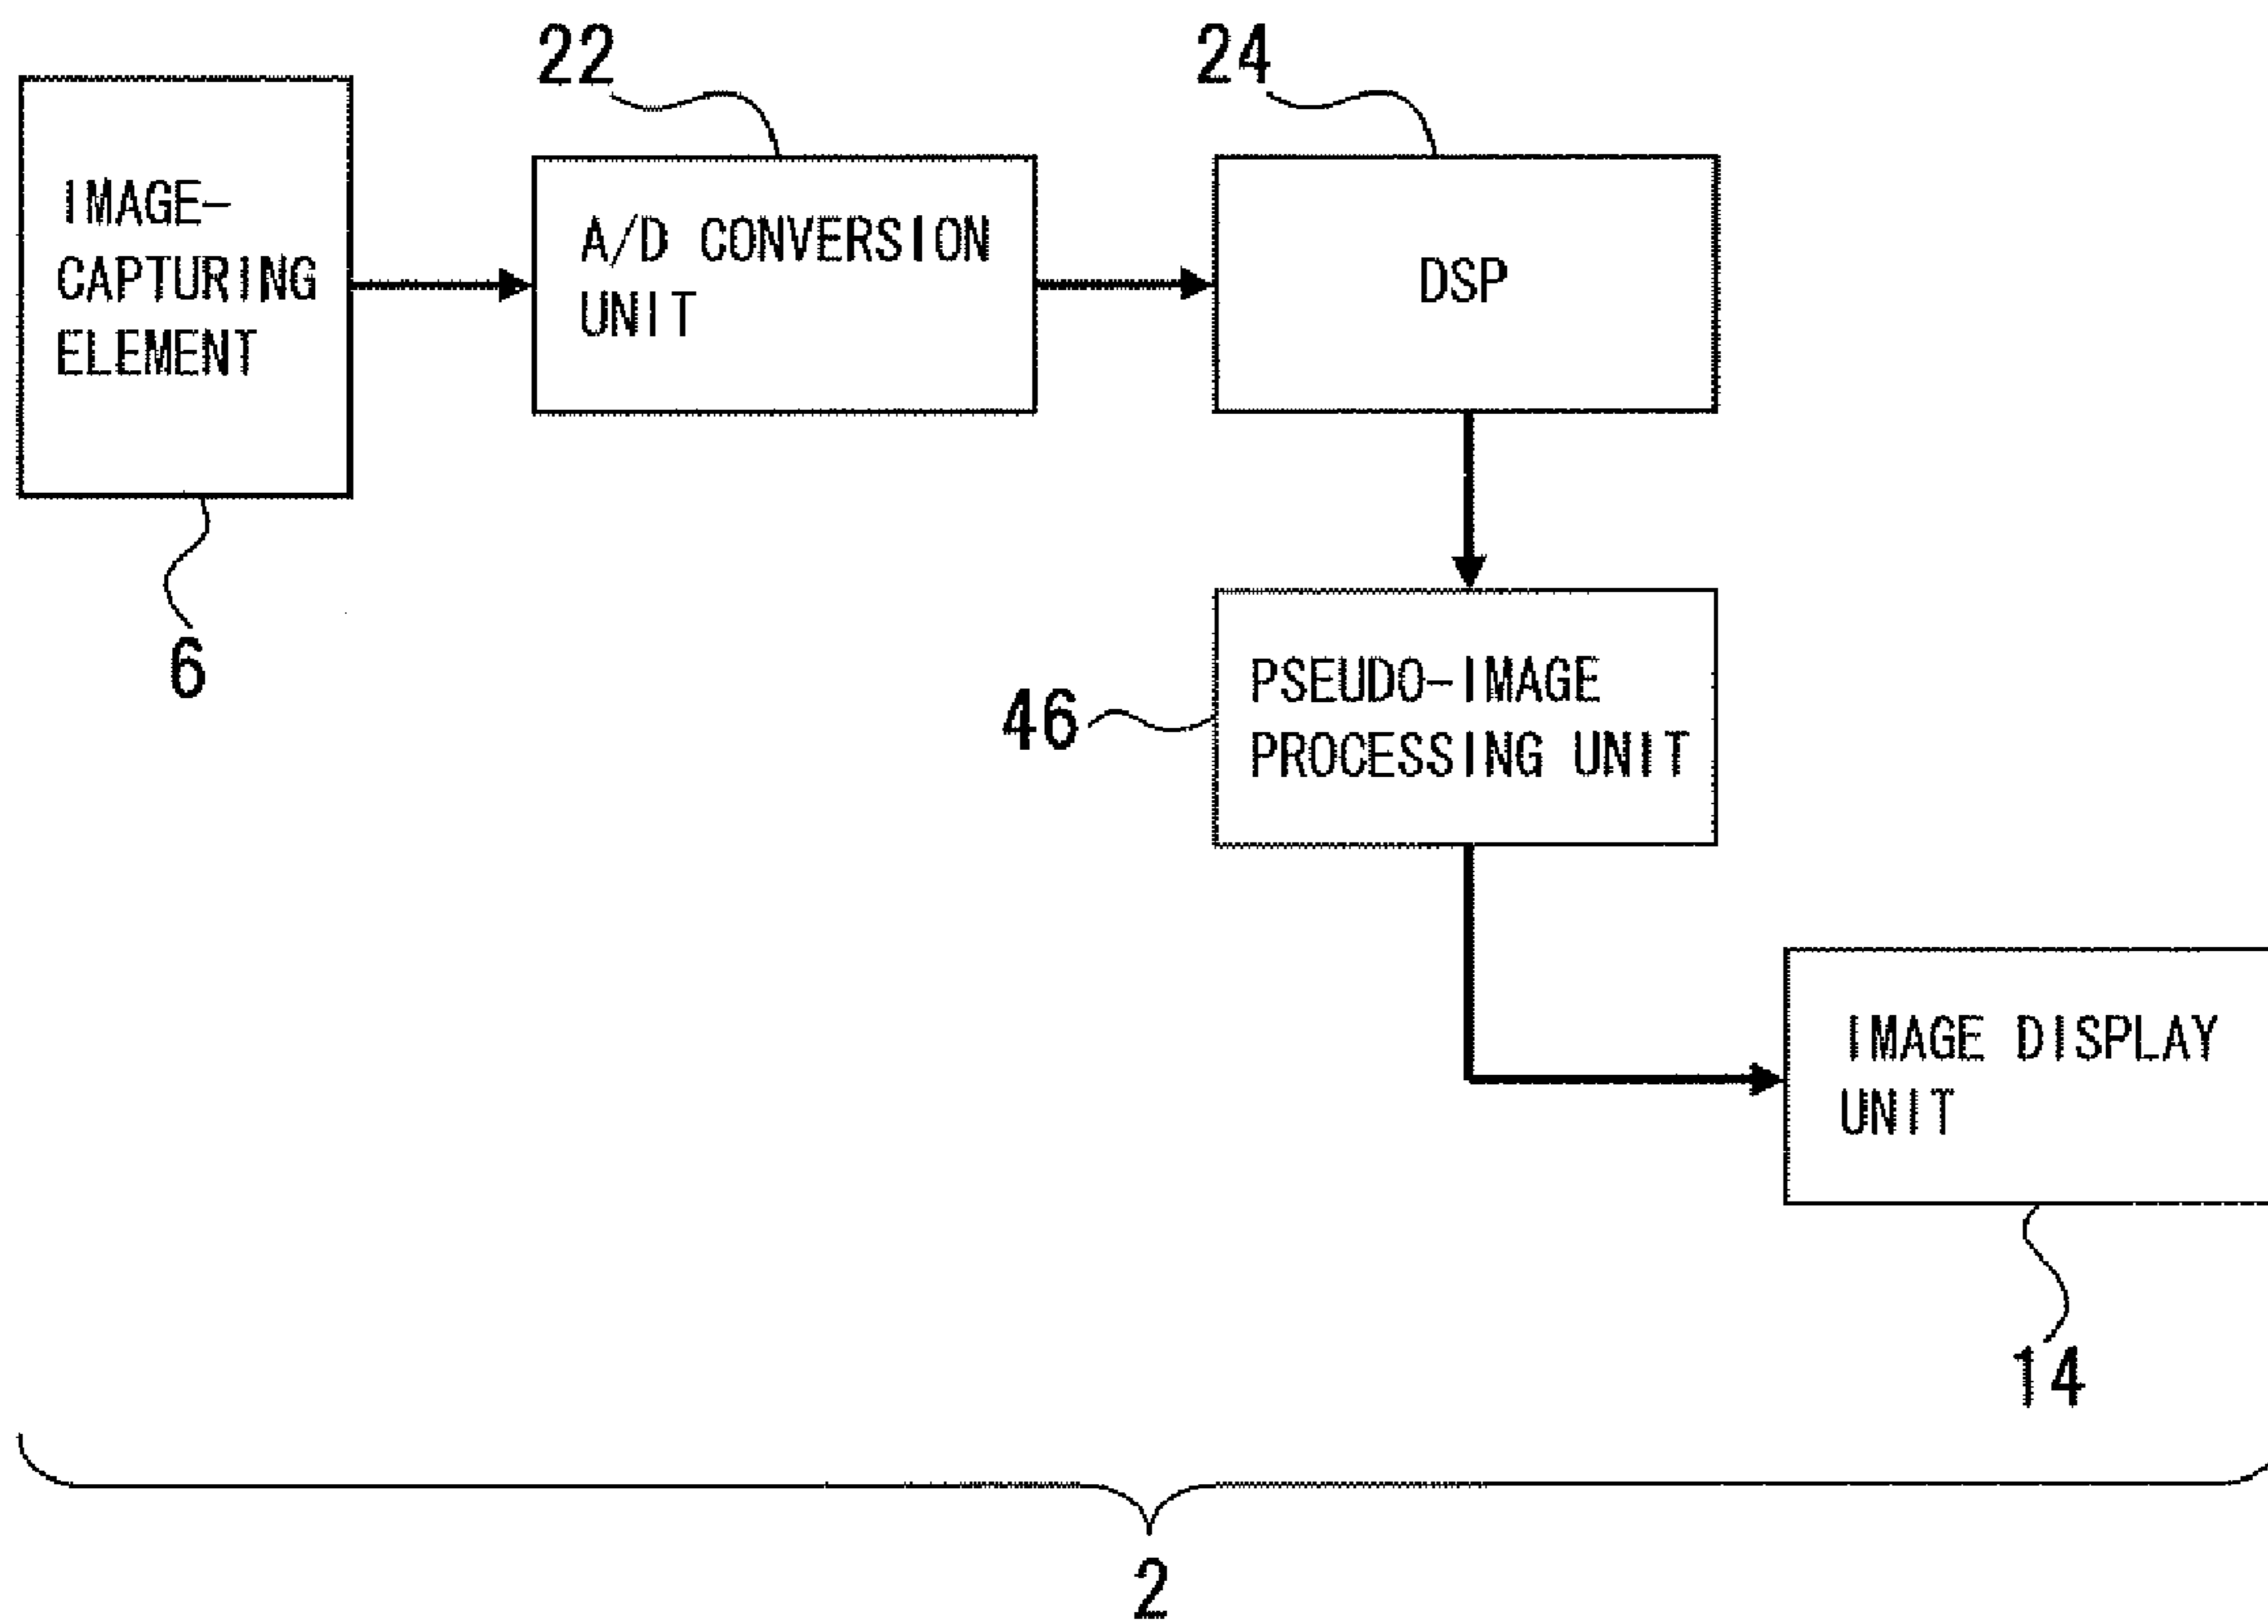 22
24
IMAGE-
CAPTURING
ELEMENT
A/D CONVERSION
UNIT
DSP
6
46
PSEUDO-IMAGE
PROCESSING UNIT
IMAGE DISPLAY
UNIT
14
2